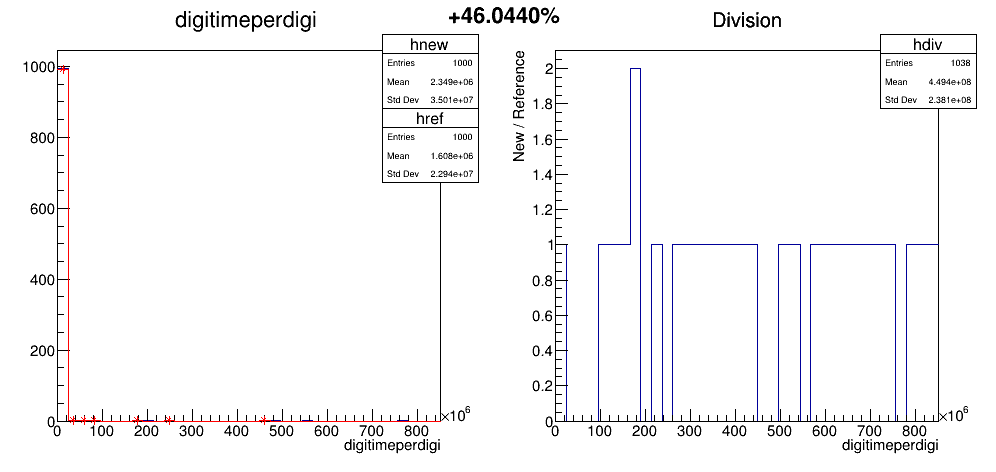 digitimeperdigi
+46.0440%
Division
hnew
Entries 1000
Mean 2.349e+06
Std Dev 3.501e+07
href
Entries 1000
Mean 1.608e+06
Std Dev 2.294e+07
1000
800
600
400
200
0
0 100 200 300 400 500 600 700 800
×10⁶
digitimeperdigi
hdiv
Entries 1038
Mean 4.494e+08
Std Dev 2.381e+08
New / Reference
2
1.8
1.6
1.4
1.2
1
0.8
0.6
0.4
0.2
0
0 100 200 300 400 500 600 700 800
×10⁶
digitimeperdigi